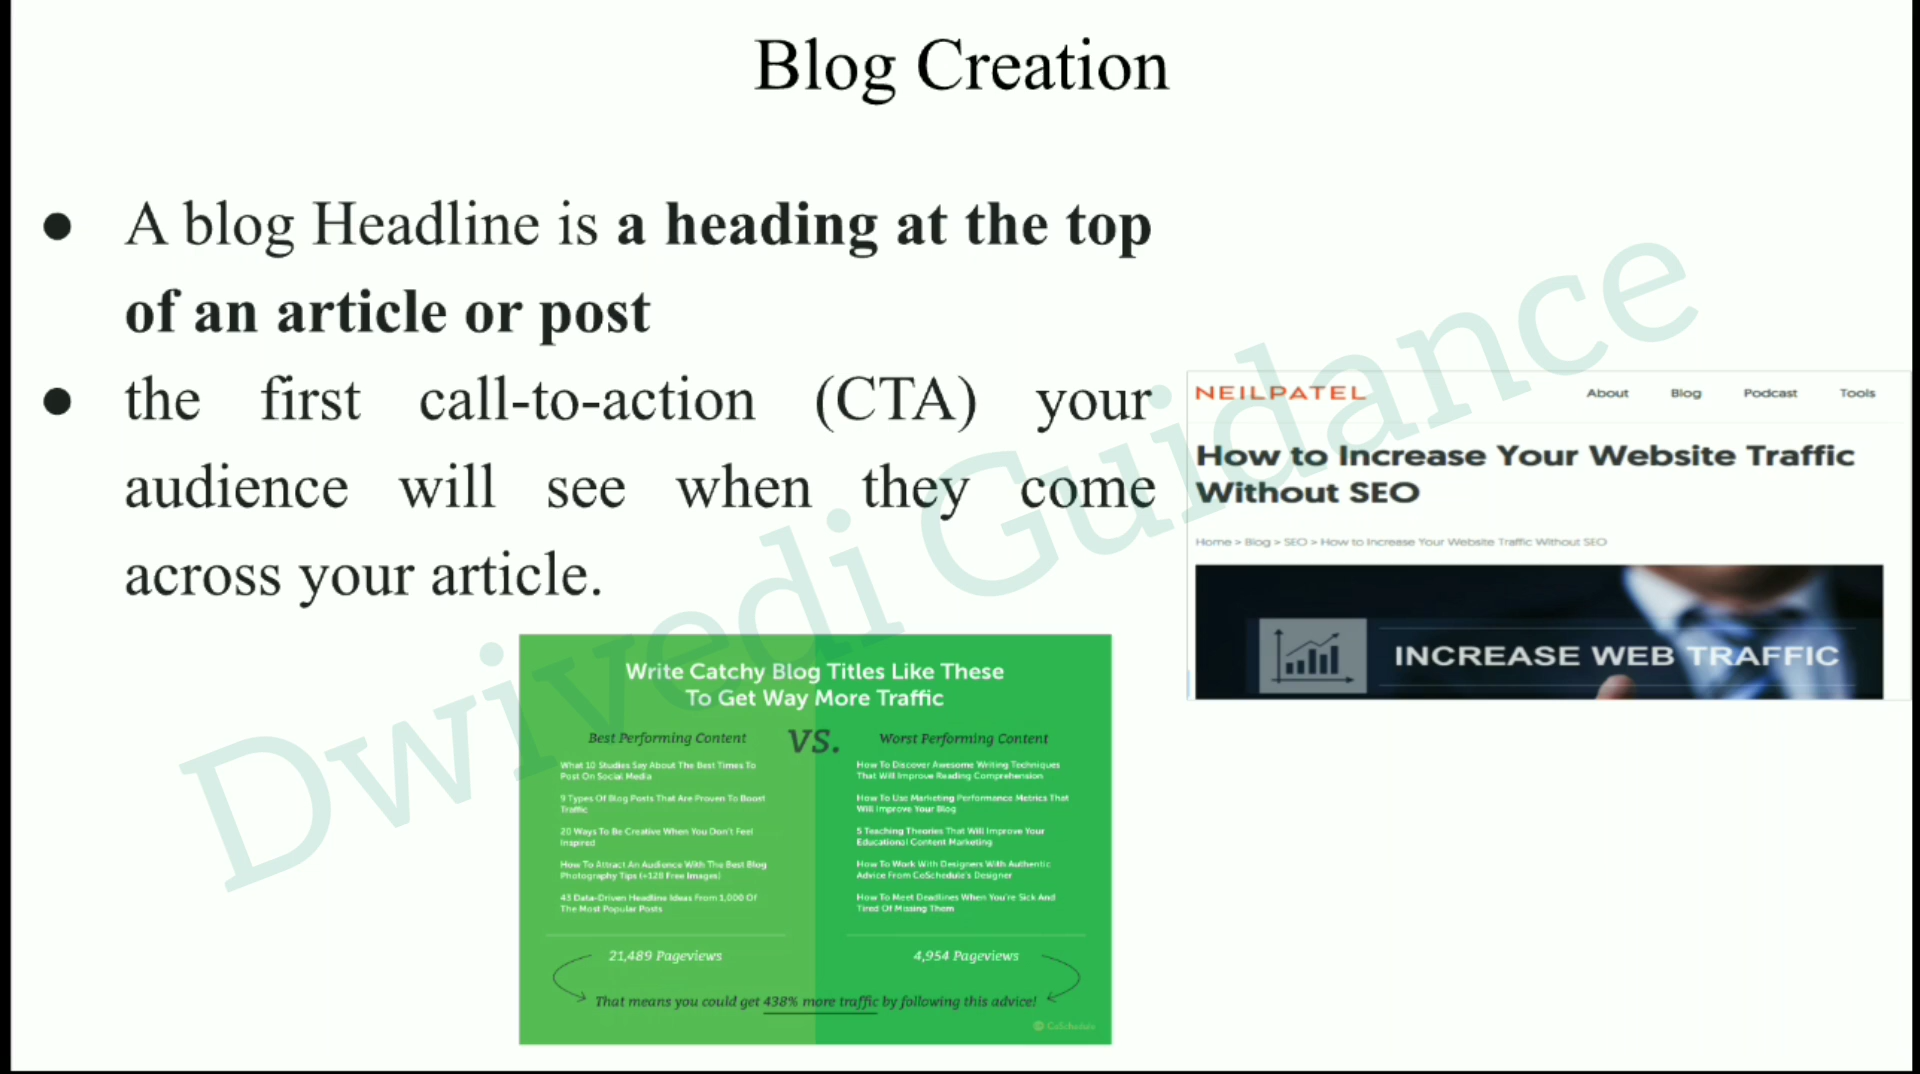 Blog Creation
● A blog Headline is a heading at the top
of an article or post
● the first call-to-action (CTA) your
audience will see when they come
across your article.
NEILPATEL
About Blog Podcast Tools
How to Increase Your Website Traffic
Without SEO
Home > Blog > SEO > How to Increase Your Website Traffic Without SEO
INCREASE WEB TRAFFIC
Write Catchy Blog Titles Like These
To Get Way More Traffic
Best Performing Content
VS.
Worst Performing Content
What 10 Studies Say About The Best Times To
Post On Social Media
9 Types Of Blog Posts That Are Proven To Boost
Traffic
20 Ways To Be Creative When You Don't Feel
Inspired
How To Attract An Audience With The Best Blog
Photography Tips (+128 Free Images)
43 Data-Driven Headline Ideas From 1,000 Of
The Most Popular Posts
21,489 Pageviews
How To Discover Awesome Writing Techniques
That Will Improve Reading Comprehension
How To Use Marketing Performance Metrics That
Will Improve Your Blog
5 Teaching Theories That Will Improve Your
Educational Content Marketing
How To Work With Designers With Authentic
Advice From CoSchedule's Designer
How To Meet Deadlines When You're Sick And
Tired Of Missing Them
4,954 Pageviews
That means you could get 438% more traffic by following this advice!
CoSchedule
Dwivedi Guidance